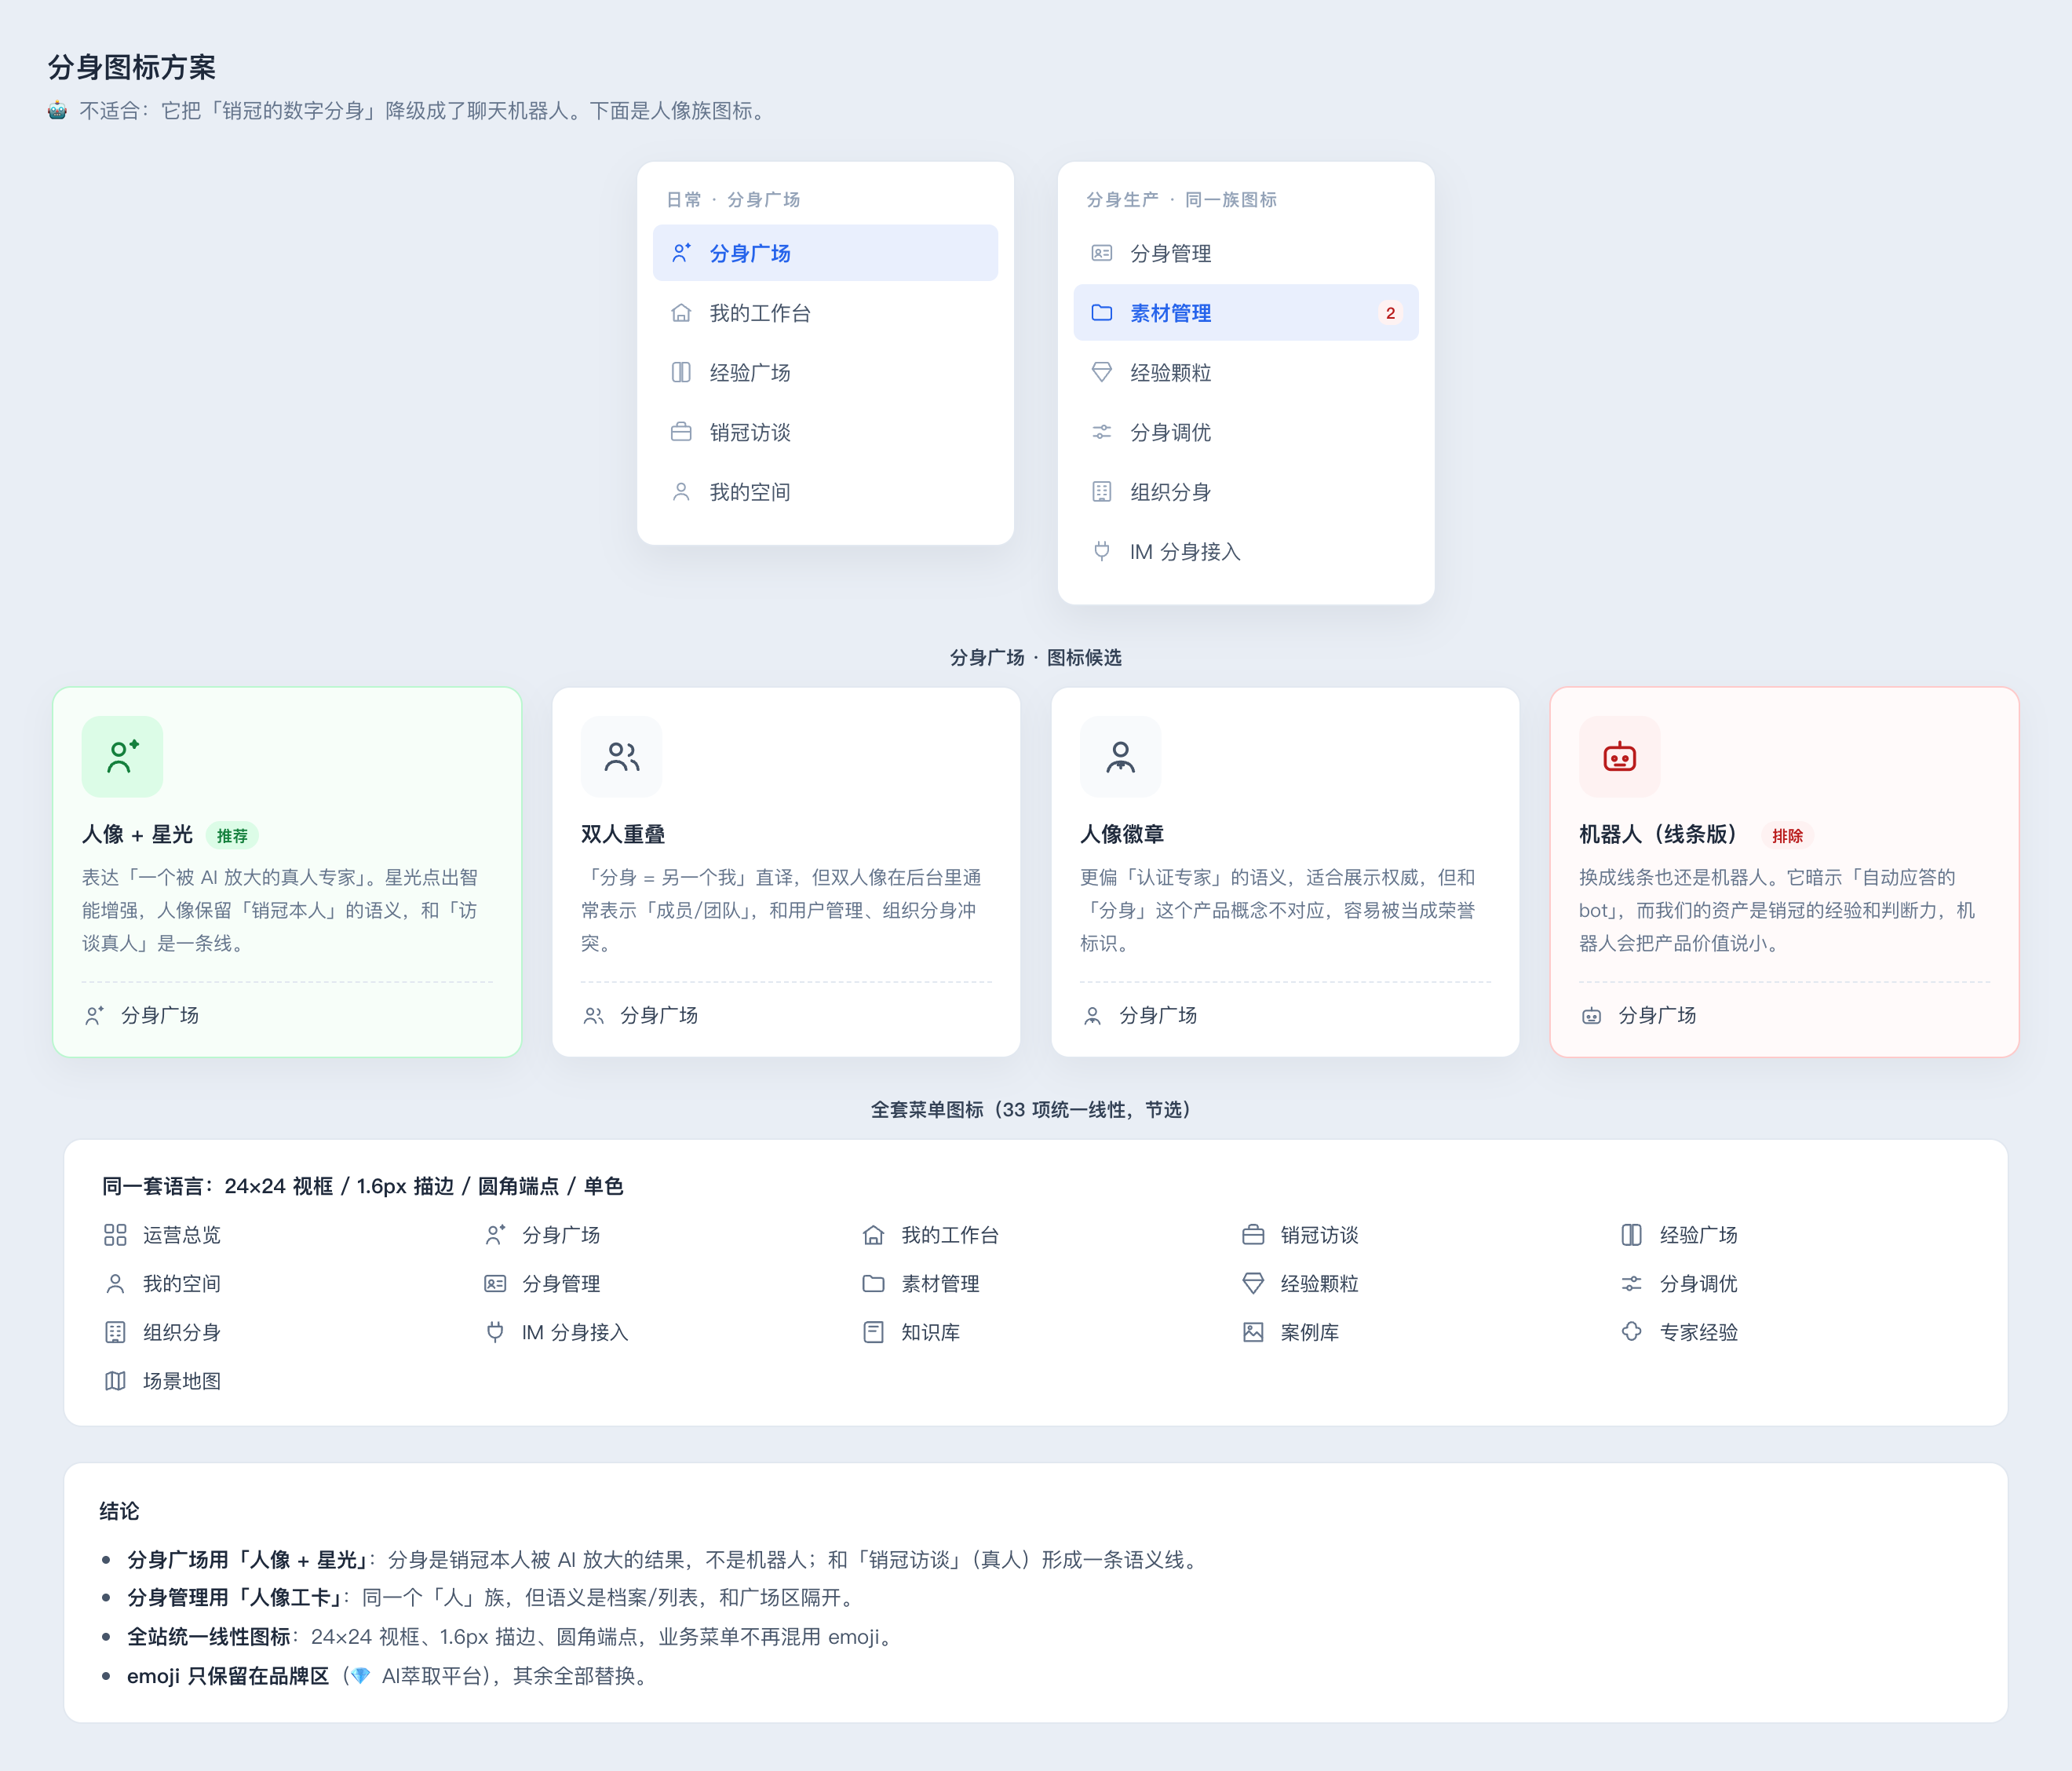 分身图标方案
🤖 不适合：它把「销冠的数字分身」降级成了聊天机器人。下面是人像族图标。
日常 · 分身广场
分身广场
我的工作台
经验广场
销冠访谈
我的空间
分身生产 · 同一族图标
分身管理
素材管理 2
经验颗粒
分身调优
组织分身
IM 分身接入
分身广场 · 图标候选
人像 + 星光 推荐
表达「一个被 AI 放大的真人专家」。星光点出智
能增强，人像保留「销冠本人」的语义，和「访
谈真人」是一条线。
分身广场
双人重叠
「分身 = 另一个我」直译，但双人像在后台里通
常表示「成员/团队」，和用户管理、组织分身冲
突。
分身广场
人像徽章
更偏「认证专家」的语义，适合展示权威，但和
「分身」这个产品概念不对应，容易被当成荣誉
标识。
分身广场
机器人（线条版） 排除
换成线条也还是机器人。它暗示「自动应答的
bot」，而我们的资产是销冠的经验和判断力，机
器人会把产品价值说小。
分身广场
全套菜单图标（33 项统一线性，节选）
同一套语言：24×24 视框 / 1.6px 描边 / 圆角端点 / 单色
运营总览 分身广场 我的工作台 销冠访谈 经验广场
我的空间 分身管理 素材管理 经验颗粒 分身调优
组织分身 IM 分身接入 知识库 案例库 专家经验
场景地图
结论
• 分身广场用「人像 + 星光」：分身是销冠本人被 AI 放大的结果，不是机器人；和「销冠访谈」（真人）形成一条语义线。
• 分身管理用「人像工卡」：同一个「人」族，但语义是档案/列表，和广场区隔开。
• 全站统一线性图标：24×24 视框、1.6px 描边、圆角端点，业务菜单不再混用 emoji。
• emoji 只保留在品牌区（💎 AI萃取平台），其余全部替换。